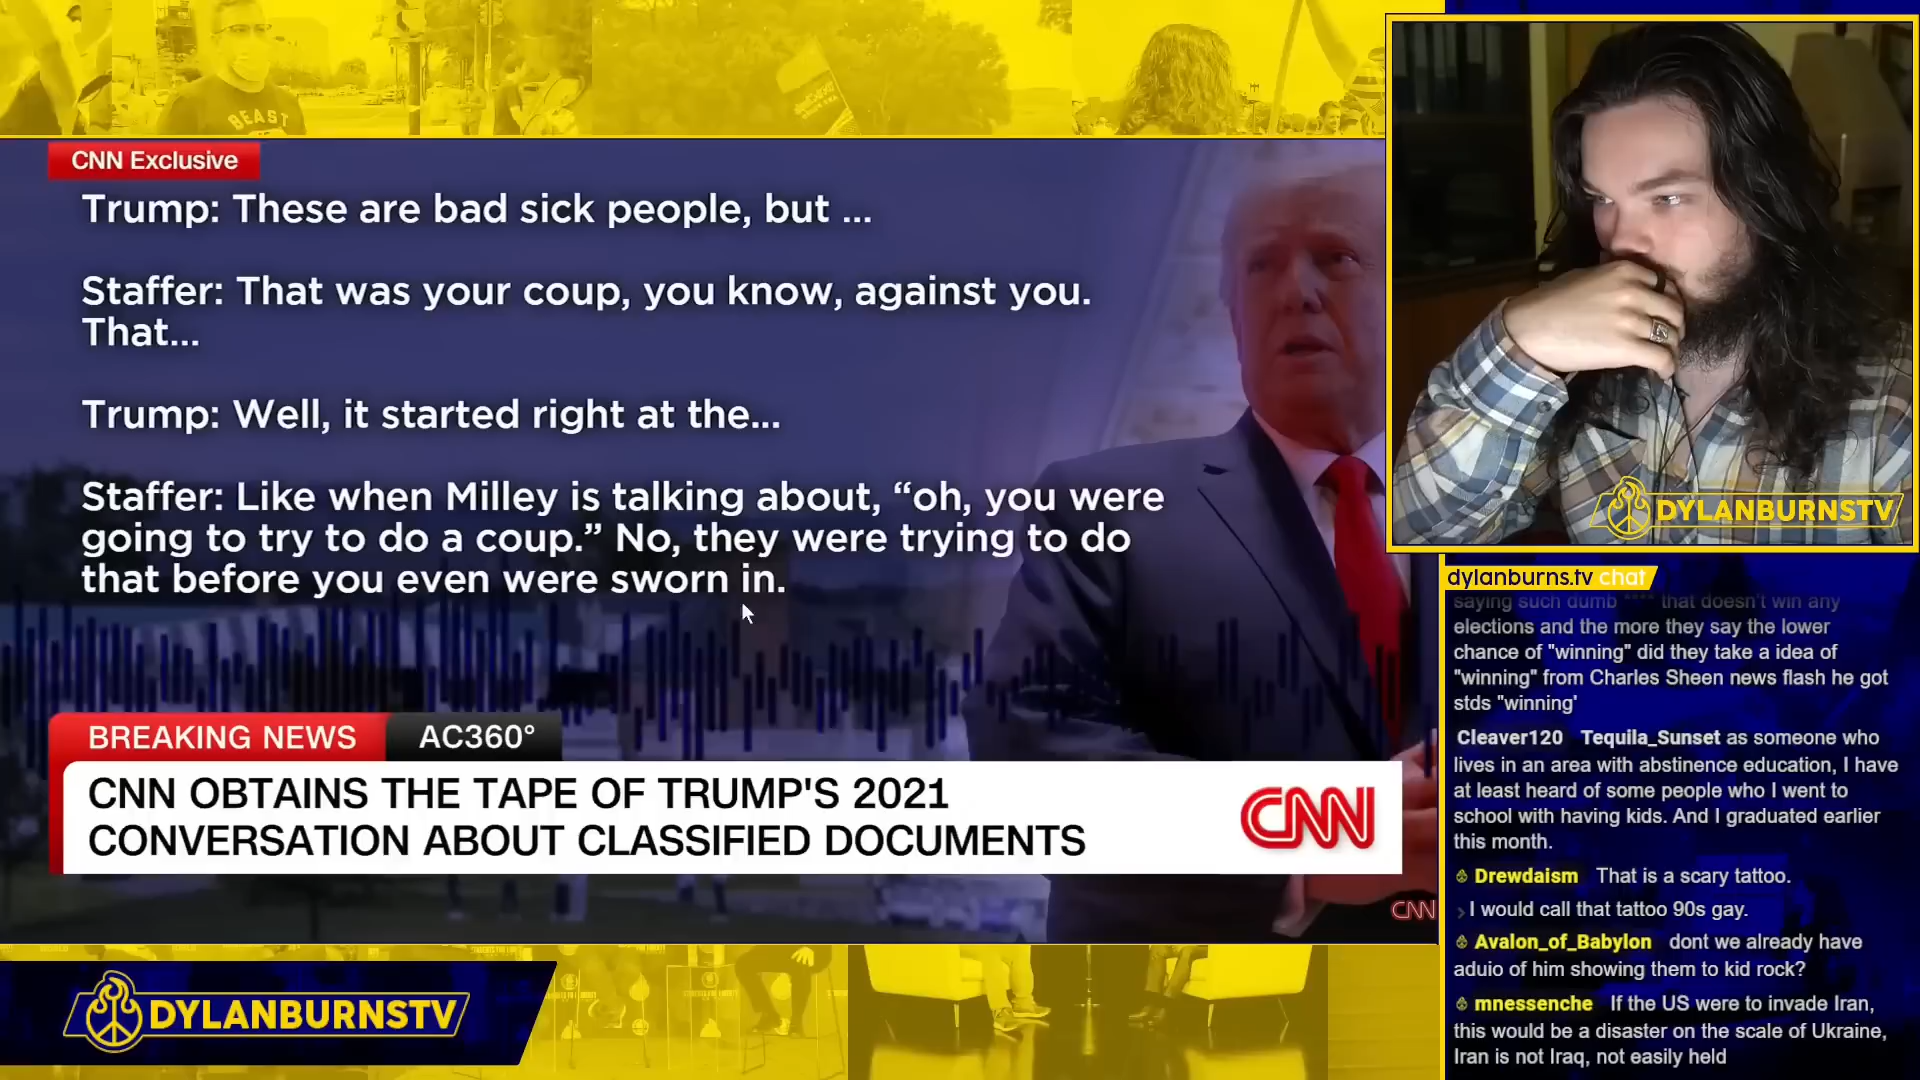 BEAST
CNN Exclusive
Trump: These are bad sick people, but ...
Staffer: That was your coup, you know, against you.
That...
Trump: Well, it started right at the...
Staffer: Like when Milley is talking about, “oh, you were
going to try to do a coup.” No, they were trying to do
that before you even were sworn in.
BREAKING NEWS
AC360°
CNN OBTAINS THE TAPE OF TRUMP'S 2021
CONVERSATION ABOUT CLASSIFIED DOCUMENTS
CNN
CNN
DYLANBURNSTV
DYLANBURNSTV
dylanburns.tv chat
saying such dumb **** that doesn't win any
elections and the more they say the lower
chance of "winning" did they take a idea of
"winning" from Charles Sheen news flash he got
stds "winning'
Cleaver120 Tequila_Sunset as someone who
lives in an area with abstinence education, I have
at least heard of some people who I went to
school with having kids. And I graduated earlier
this month.
Drewdaism That is a scary tattoo.
I would call that tattoo 90s gay.
Avalon_of_Babylon dont we already have
aduio of him showing them to kid rock?
mnessenche If the US were to invade Iran,
this would be a disaster on the scale of Ukraine,
Iran is not Iraq, not easily held